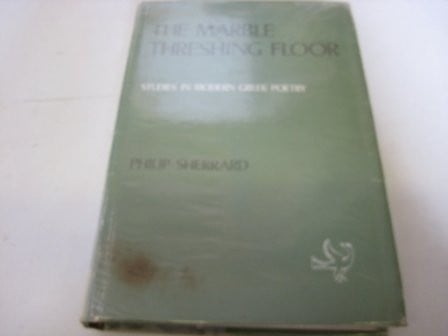 THE MARBLE
THRESHING FLOOR
STUDIES IN MODERN GREEK POETRY
PHILIP SHERRARD